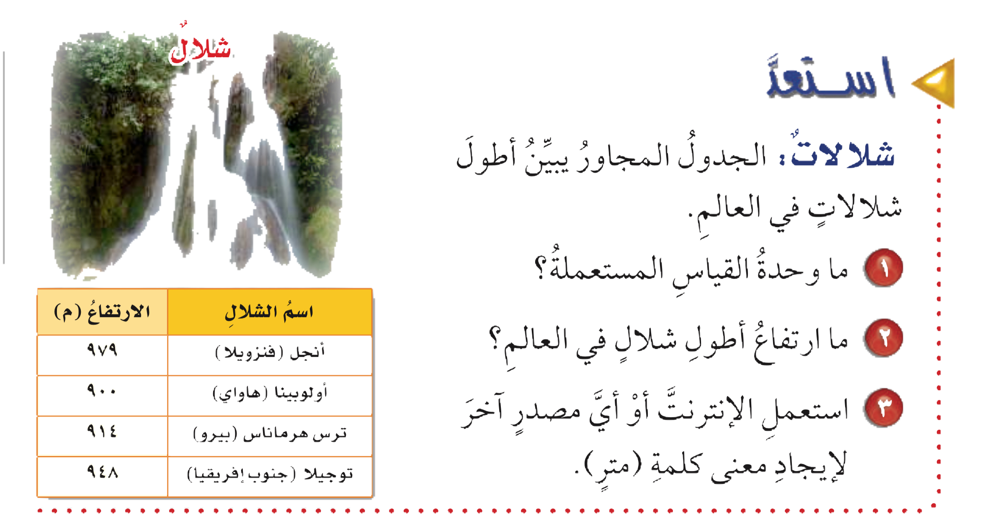 استعدَّ
شلالاتٌ: الجدولُ المجاورُ يبيِّنُ أطولَ
شلالاتٍ في العالمِ.
١ ما وحدةُ القياسِ المستعملةُ؟
٢ ما ارتفاعُ أطولِ شلالٍ في العالمِ؟
٣ استعملِ الإنترنتَّ أوْ أيَّ مصدرٍ آخرَ
لإيجادِ معنى كلمةِ (مترٍ).
شلالٌ
اسمُ الشلالِ الارتفاعُ (م)
أنجل (فنزويلا) ٩٧٩
أولوبينا (هاواي) ٩٠٠
ترس هرماناس (بيرو) ٩١٤
توجيلا (جنوب إفريقيا) ٩٤٨